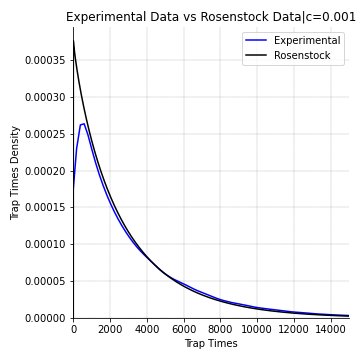 Experimental Data vs Rosenstock Data|c=0.001
Experimental
Rosenstock
Trap Times Density
0.00035
0.00030
0.00025
0.00020
0.00015
0.00010
0.00005
0.00000
0 2000 4000 6000 8000 10000 12000 14000
Trap Times